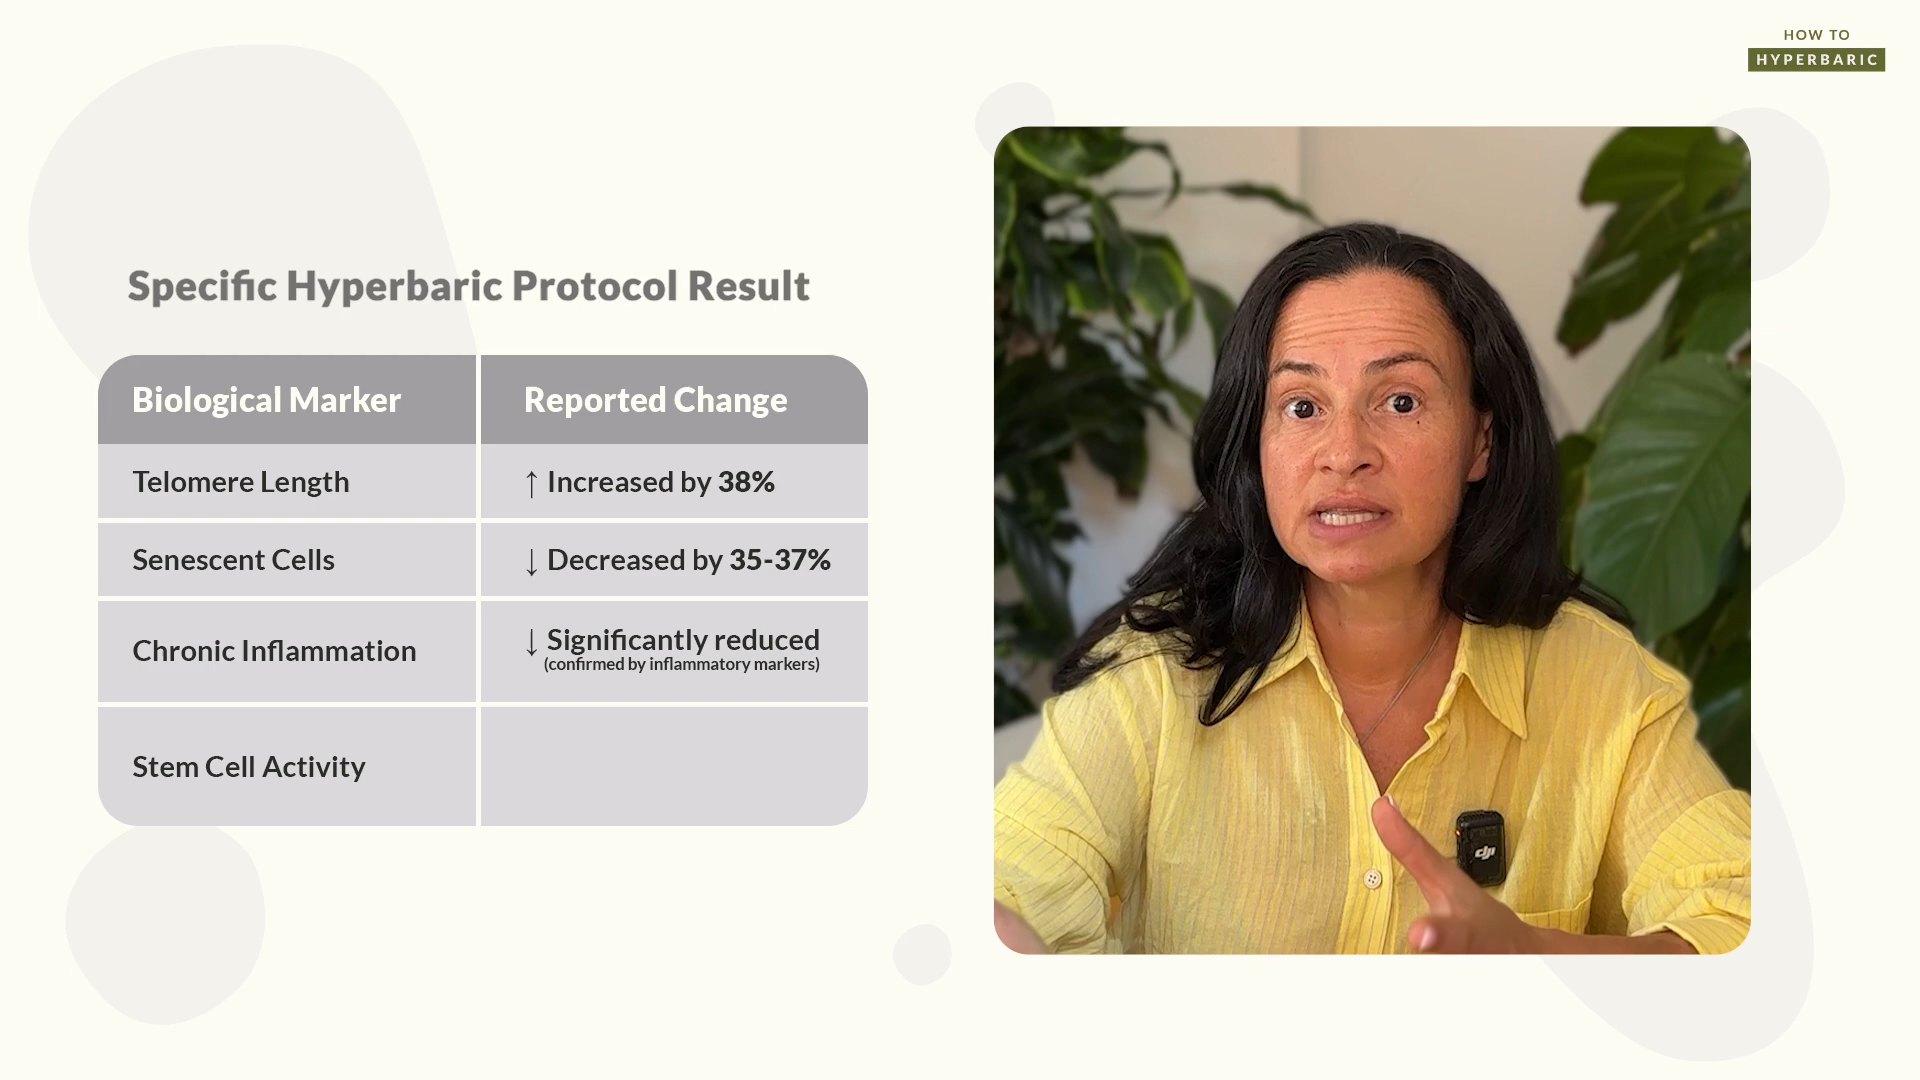 HOW TO
HYPERBARIC
Specific Hyperbaric Protocol Result
Biological Marker
Reported Change
Telomere Length
↑ Increased by 38%
Senescent Cells
↓ Decreased by 35-37%
Chronic Inflammation
↓ Significantly reduced
(confirmed by inflammatory markers)
Stem Cell Activity
dji